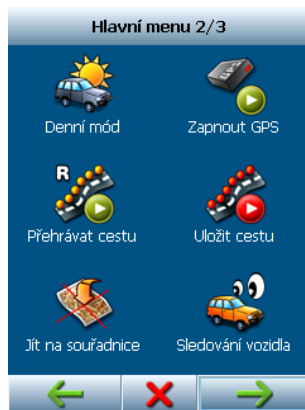 Hlavní menu 2/3
Denní mód
Zapnout GPS
R
Přehrávat cestu
Uložit cestu
Jít na souřadnice
Sledování vozidla